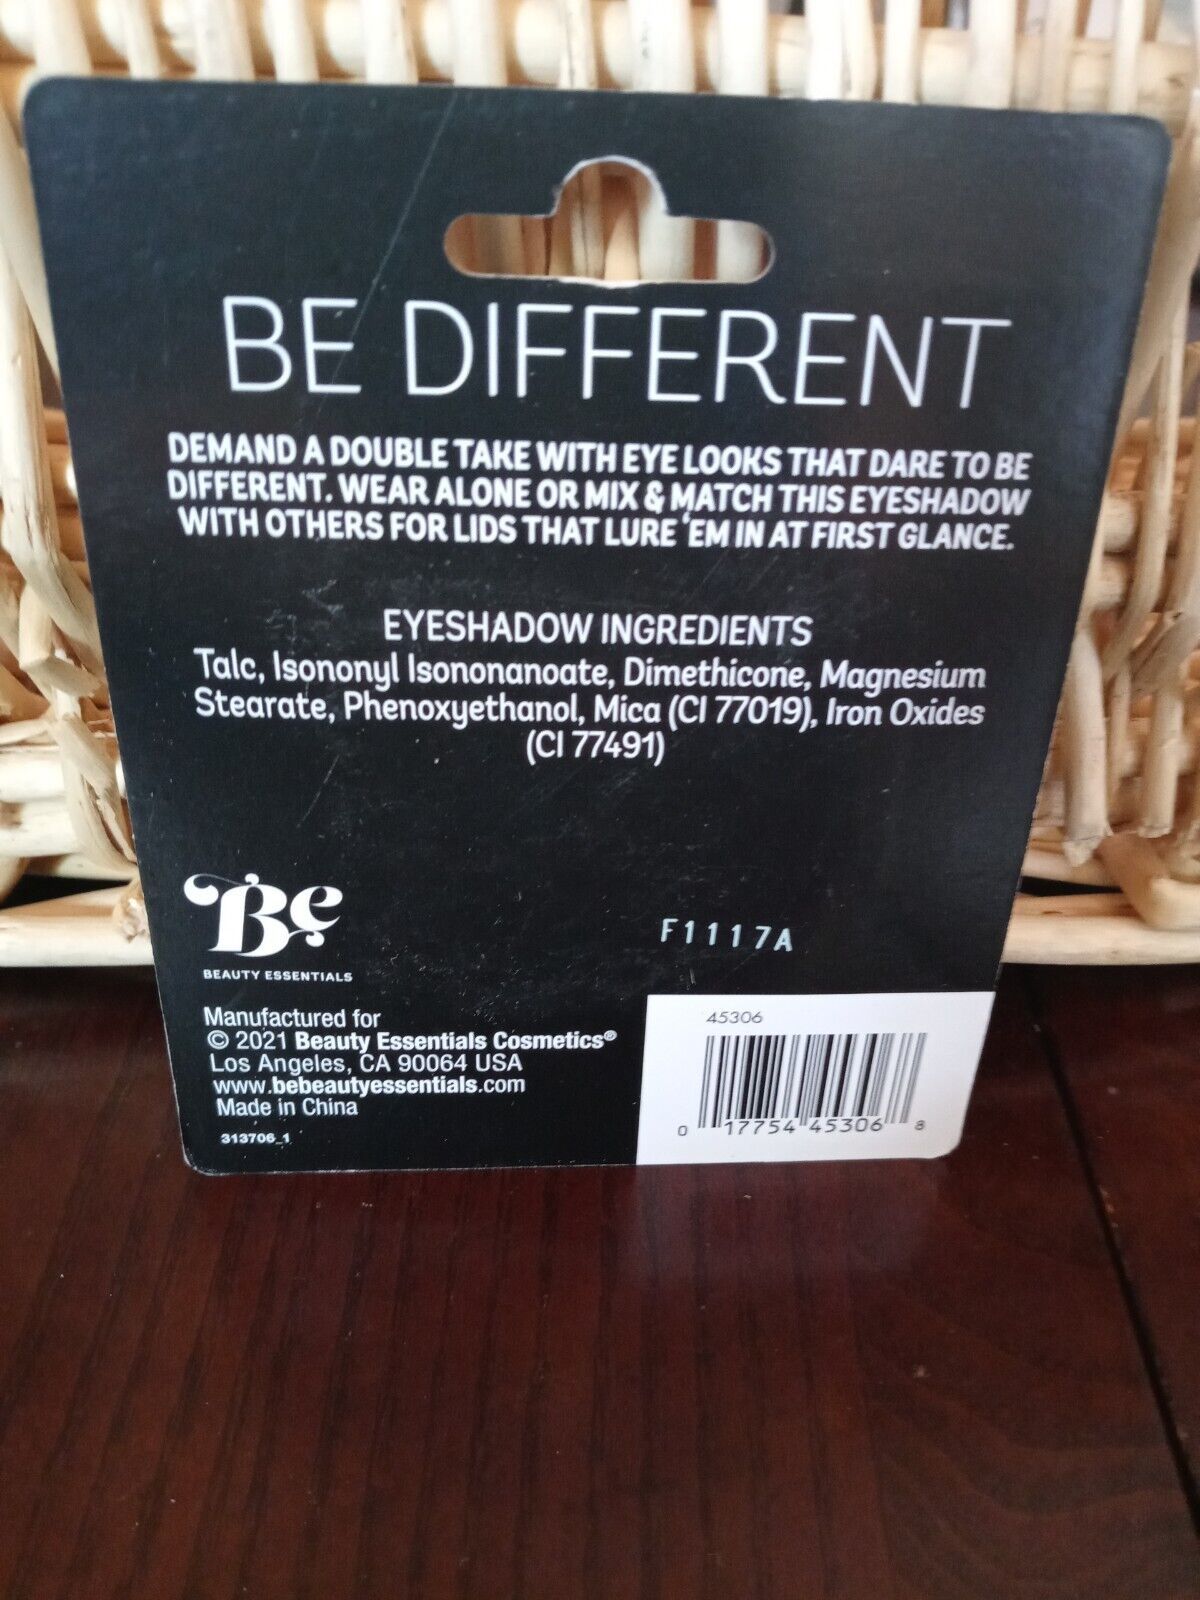 BE DIFFERENT
DEMAND A DOUBLE TAKE WITH EYE LOOKS THAT DARE TO BE
DIFFERENT. WEAR ALONE OR MIX & MATCH THIS EYESHADOW
WITH OTHERS FOR LIDS THAT LURE 'EM IN AT FIRST GLANCE.
EYESHADOW INGREDIENTS
Talc, Isononyl Isononanoate, Dimethicone, Magnesium
Stearate, Phenoxyethanol, Mica (CI 77019), Iron Oxides
(CI 77491)
Be
BEAUTY ESSENTIALS
F1117A
Manufactured for
© 2021 Beauty Essentials Cosmetics®
Los Angeles, CA 90064 USA
www.bebeautyessentials.com
Made in China
313706_1
45306
0 17754 45306 8